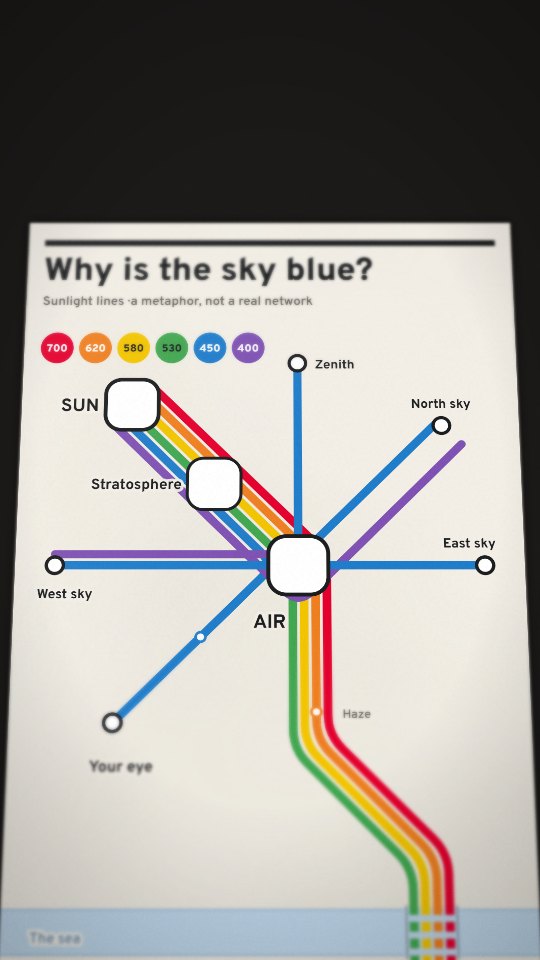 Why is the sky blue?
Sunlight lines · a metaphor, not a real network
700 620 580 530 450 400
Zenith
SUN
North sky
Stratosphere
East sky
West sky
AIR
Haze
Your eye
The sea